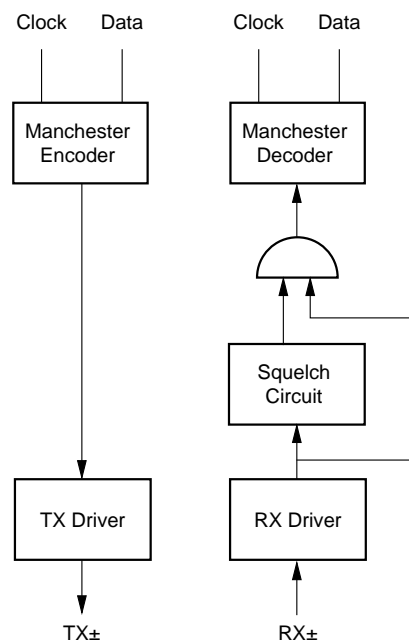 Clock Data Clock Data
Manchester Manchester
Encoder Decoder
Squelch
Circuit
TX Driver RX Driver
TX± RX±